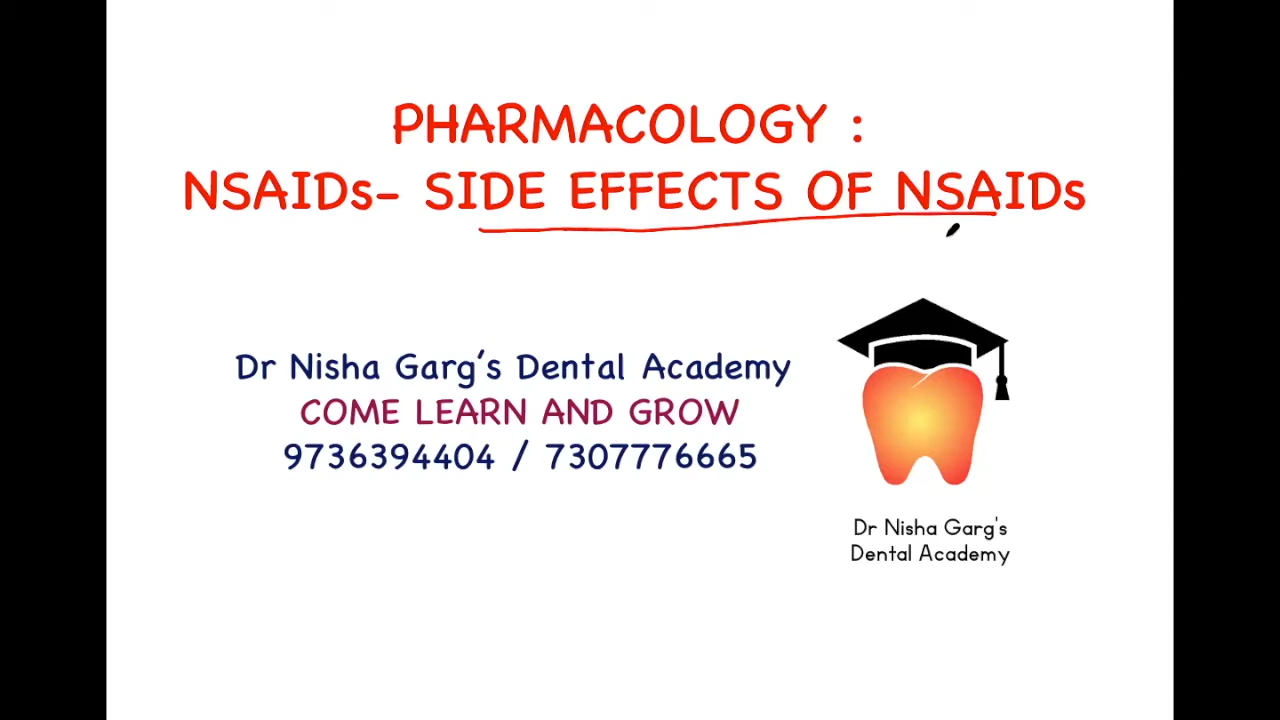 PHARMACOLOGY :
NSAIDs- SIDE EFFECTS OF NSAIDs
Dr Nisha Garg's Dental Academy
COME LEARN AND GROW
9736394404 / 7307776665
Dr Nisha Garg's
Dental Academy